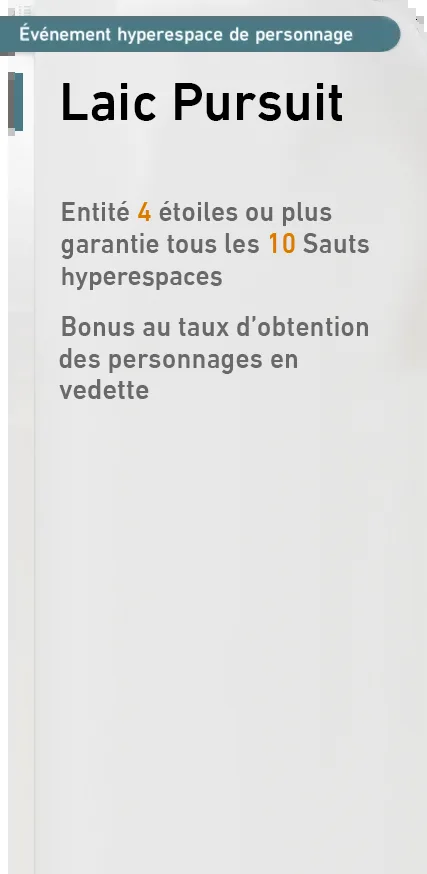 Événement hyperespace de personnage
Laic Pursuit
Entité 4 étoiles ou plus
garantie tous les 10 Sauts
hyperespaces
Bonus au taux d’obtention
des personnages en
vedette